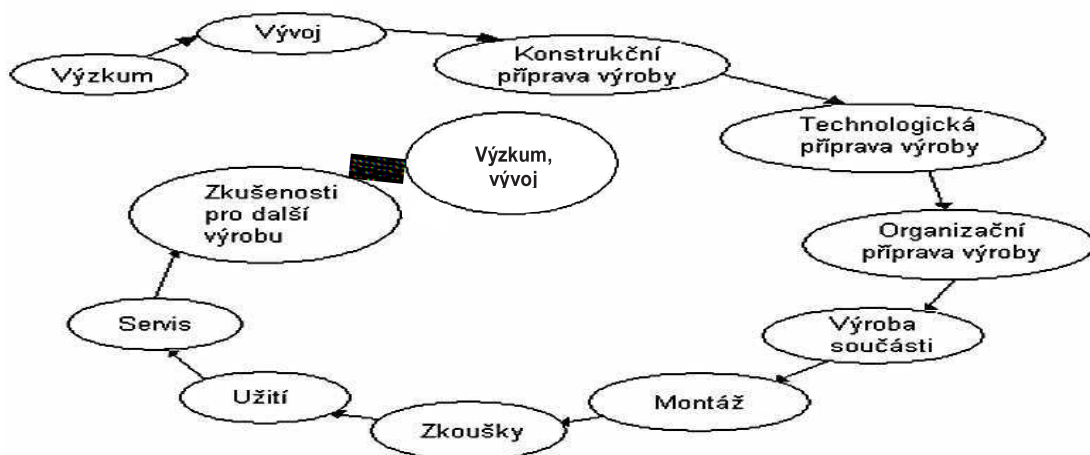 Výzkum
Vývoj
Konstrukční
příprava výroby
Technologická
příprava výroby
Organizační
příprava výroby
Výroba
součásti
Montáž
Zkoušky
Užití
Servis
Zkušenosti
pro další
výrobu
Výzkum,
vývoj